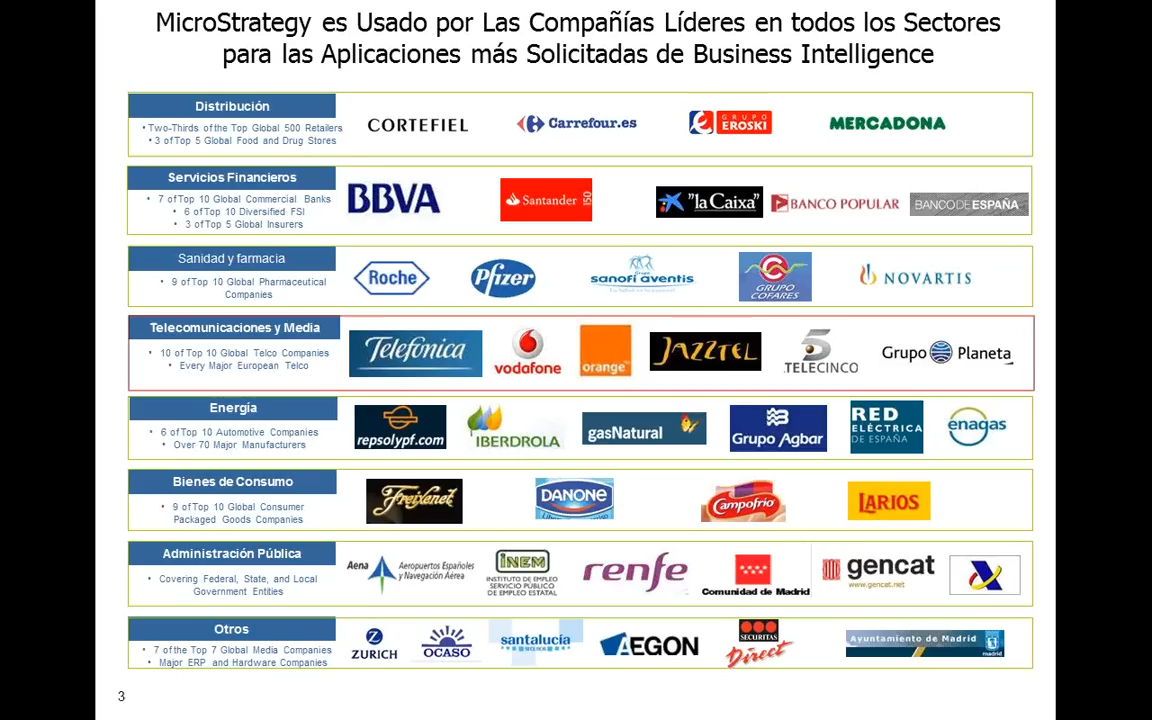 MicroStrategy es Usado por Las Compañías Líderes en todos los Sectores
para las Aplicaciones más Solicitadas de Business Intelligence
Distribución
• Two-Thirds of the Top Global 500 Retailers
• 3 of Top 5 Global Food and Drug Stores
CORTEFIEL
Carrefour.es
GRUPO
EROSKI
MERCADONA
Servicios Financieros
• 7 of Top 10 Global Commercial Banks
• 6 of Top 10 Diversified FSI
• 3 of Top 5 Global Insurers
BBVA
Santander
150
"la Caixa"
BANCO POPULAR
BANCO DE ESPAÑA
Sanidad y farmacia
• 9 of Top 10 Global Pharmaceutical
Companies
Roche
Pfizer
Grupo
sanofi aventis
GRUPO
COFARES
NOVARTIS
Telecomunicaciones y Media
• 10 of Top 10 Global Telco Companies
• Every Major European Telco
Telefónica
vodafone
orange™
JAZZTEL
5
TELECINCO
Grupo Planeta
Energía
• 6 of Top 10 Automotive Companies
• Over 70 Major Manufacturers
repsolypf.com
IBERDROLA
gasNatural
Grupo Agbar
RED
ELÉCTRICA
DE ESPAÑA
enagas
Bienes de Consumo
• 9 of Top 10 Global Consumer
Packaged Goods Companies
Freixenet
DANONE
Campofrío
LARIOS
Administración Pública
• Covering Federal, State, and Local
Government Entities
Aena
Aeropuertos Españoles
y Navegación Aérea
INEM
INSTITUTO DE EMPLEO
SERVICIO PÚBLICO
DE EMPLEO ESTATAL
renfe
Comunidad de Madrid
gencat
www.gencat.net
Otros
• 7 of the Top 7 Global Media Companies
• Major ERP and Hardware Companies
Z
ZURICH
OCASO
santalucía
SEGUROS
AEGON
SECURITAS
Direct
Ayuntamiento de Madrid
madrid
3